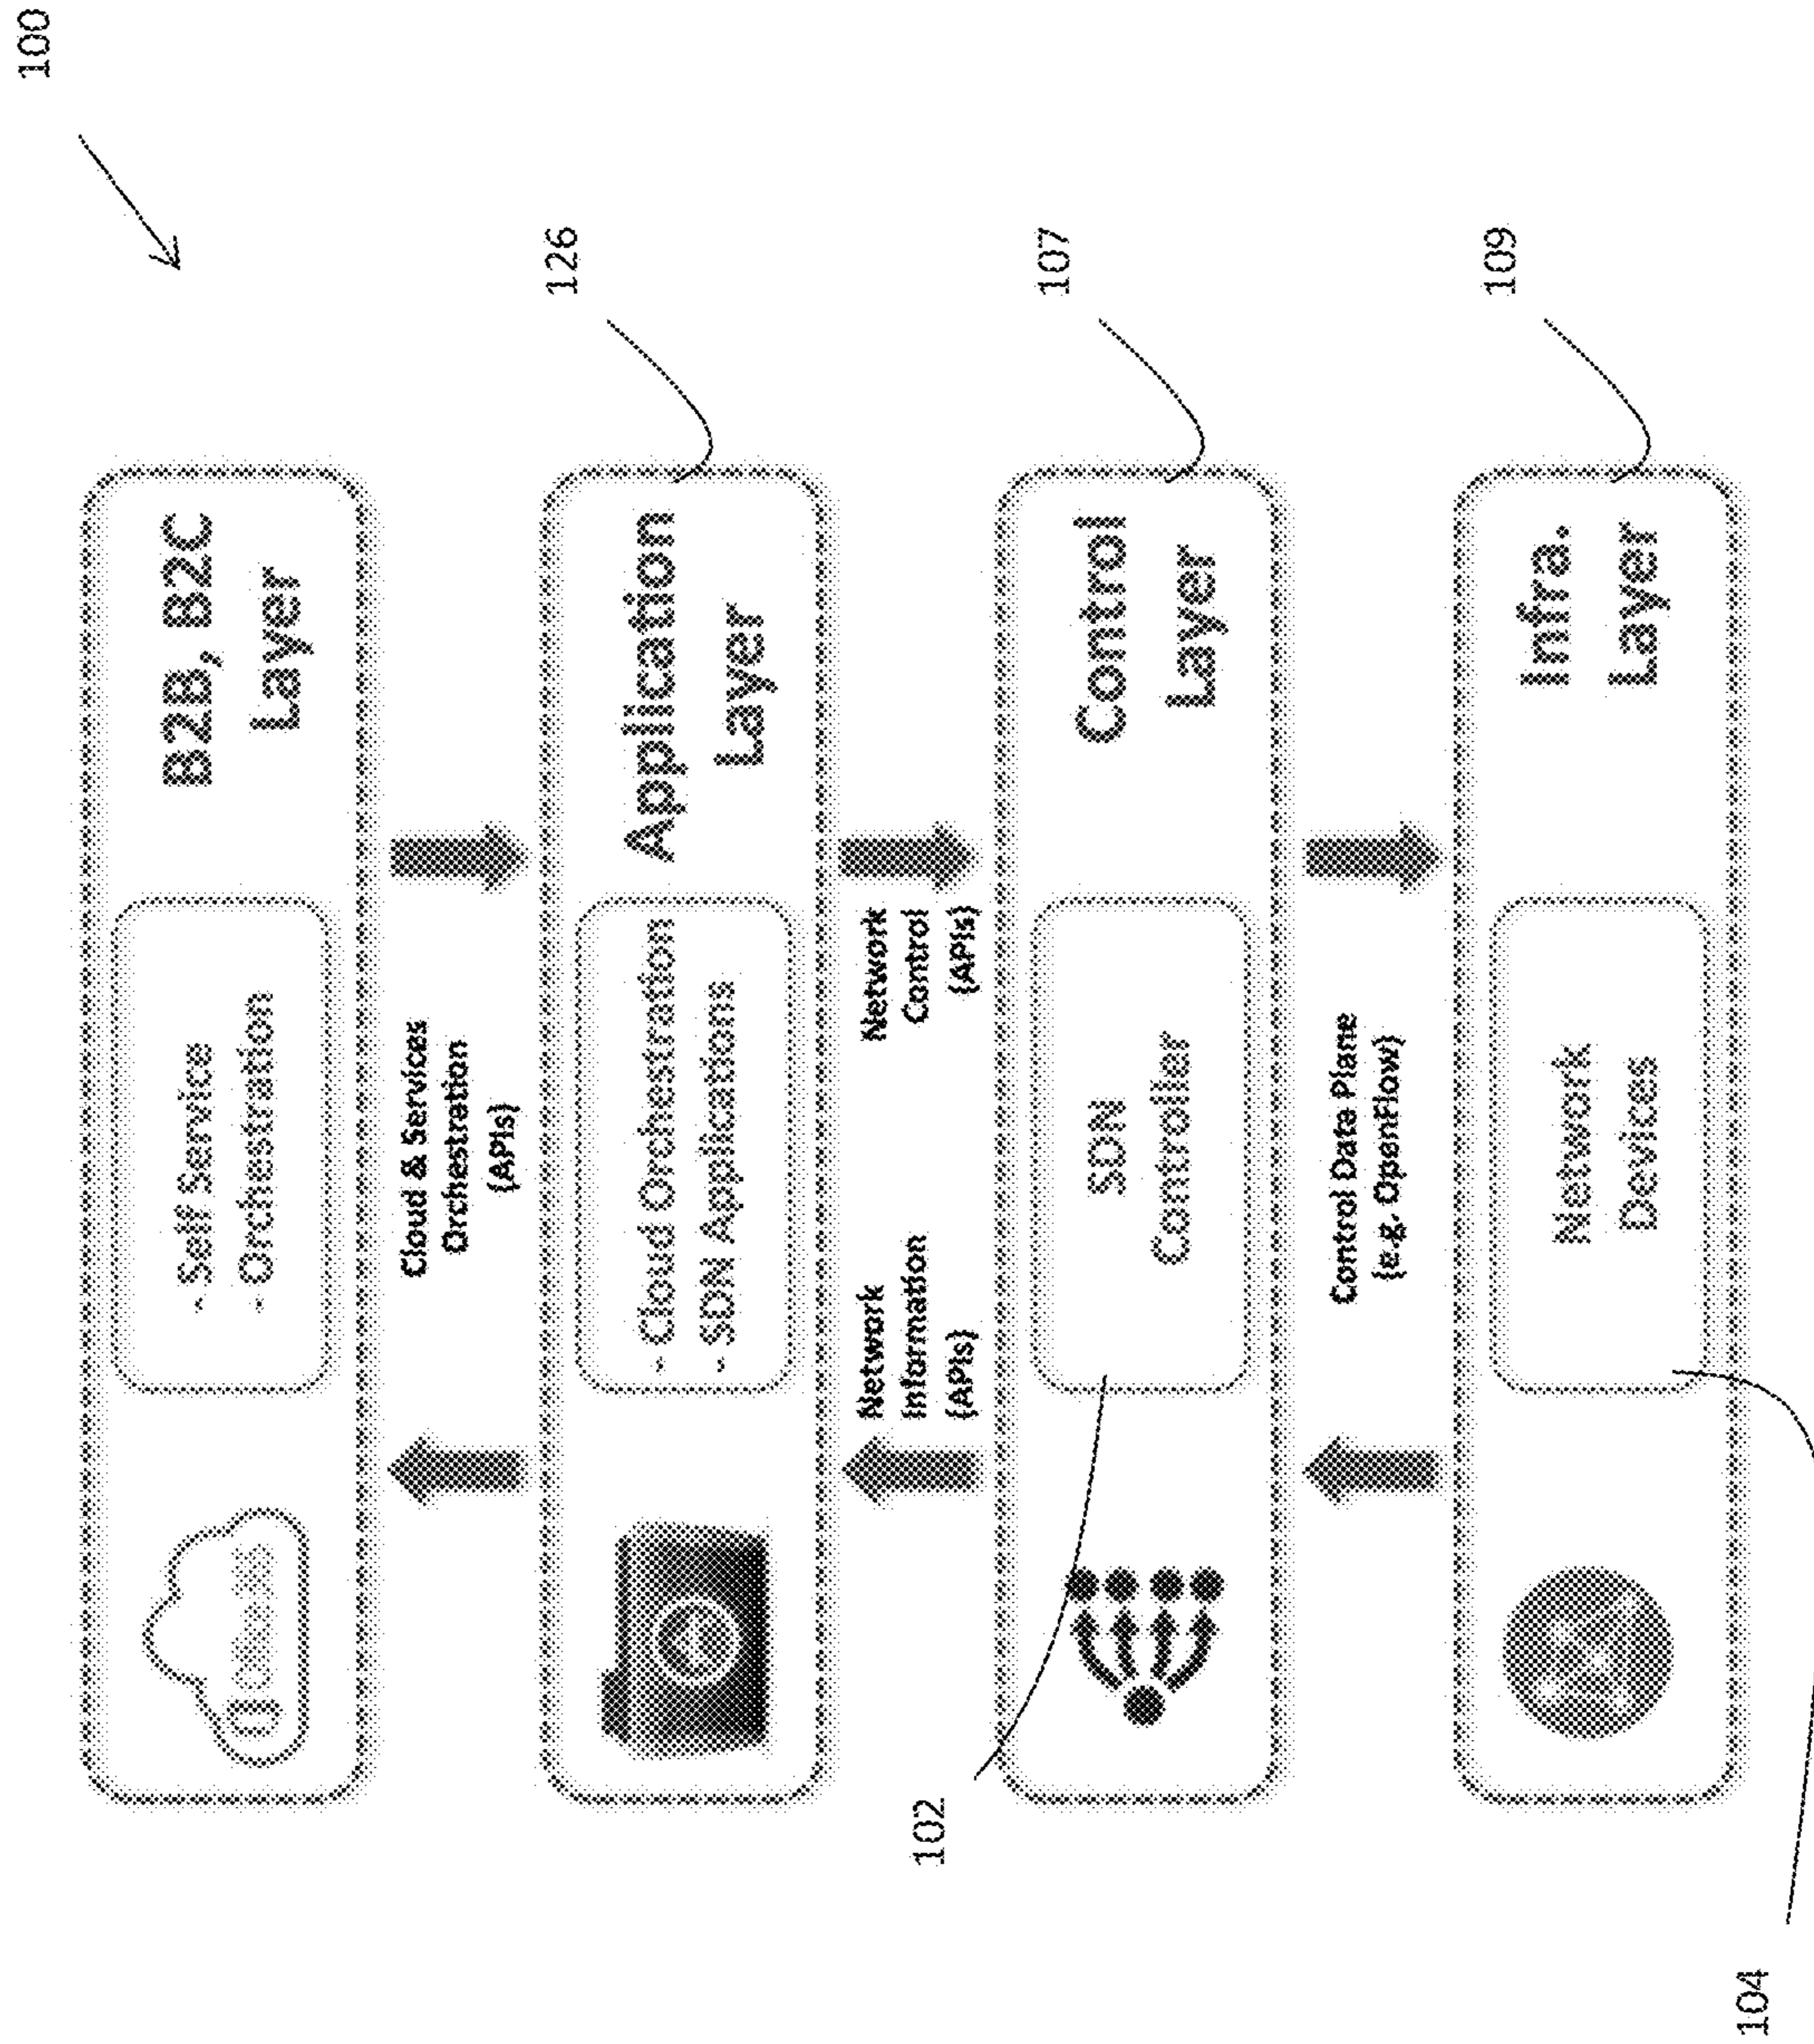 100
B2B, B2C
Layer
- Self Service
- Orchestration
Cloud & Services
Orchestration
(APIs)
126
Application
Layer
- Cloud Orchestration
- SDN Applications
Network
Information
(APIs)
Network
Control
(APIs)
102
107
Control
Layer
SDN
Controller
Control Data Plane
(e.g. OpenFlow)
109
Infra.
Layer
Network
Devices
104